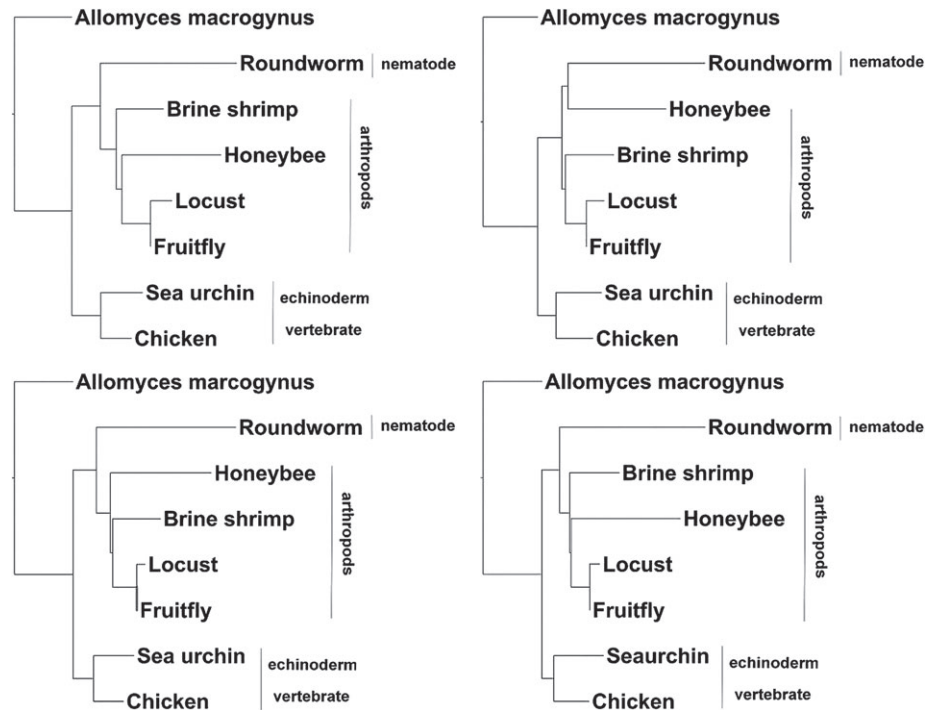 Allomyces macrogynus
Roundworm
nematode
Brine shrimp
Honeybee
Locust
Fruitfly
arthropods
Sea urchin
echinoderm
Chicken
vertebrate
Allomyces macrogynus
Roundworm
nematode
Honeybee
Brine shrimp
Locust
Fruitfly
arthropods
Sea urchin
echinoderm
Chicken
vertebrate
Allomyces marcogynus
Roundworm
nematode
Honeybee
Brine shrimp
Locust
Fruitfly
arthropods
Sea urchin
echinoderm
Chicken
vertebrate
Allomyces macrogynus
Roundworm
nematode
Brine shrimp
Honeybee
Locust
Fruitfly
arthropods
Seaurchin
echinoderm
Chicken
vertebrate